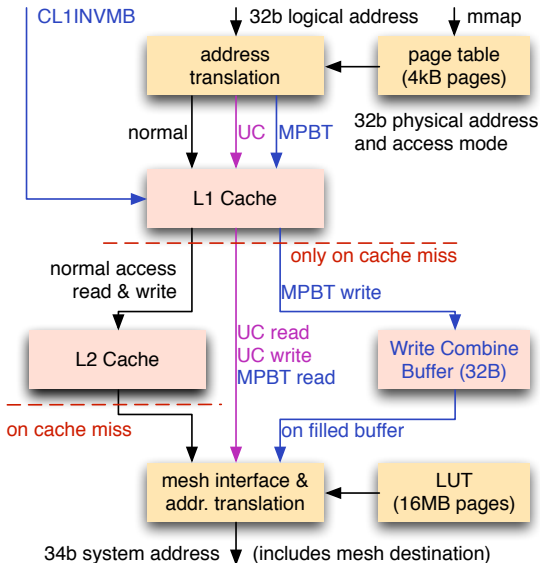 CL1INVMB
32b logical address
mmap
address
translation
page table
(4kB pages)
normal
UC
MPBT
32b physical address
and access mode
L1 Cache
only on cache miss
normal access
read & write
MPBT write
UC read
UC write
MPBT read
L2 Cache
Write Combine
Buffer (32B)
on cache miss
on filled buffer
mesh interface &
addr. translation
LUT
(16MB pages)
34b system address
(includes mesh destination)